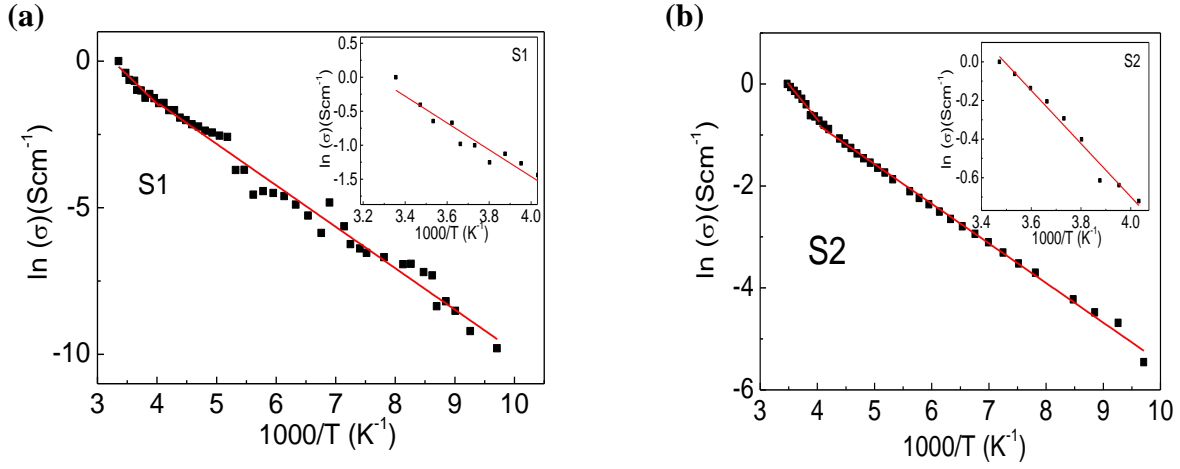 (a)
0
-5
-10
3 4 5 6 7 8 9 10
ln (σ)(Scm⁻¹)
1000/T (K⁻¹)
S1
0.5
0.0
-0.5
-1.0
-1.5
3.2 3.4 3.6 3.8 4.0
ln (σ)(Scm⁻¹)
1000/T (K⁻¹)
S1
(b)
0
-2
-4
-6
3 4 5 6 7 8 9 10
ln (σ)(Scm⁻¹)
1000/T (K⁻¹)
S2
0.0
-0.2
-0.4
-0.6
3.4 3.6 3.8 4.0
ln (σ)(Scm⁻¹)
1000/T (K⁻¹)
S2